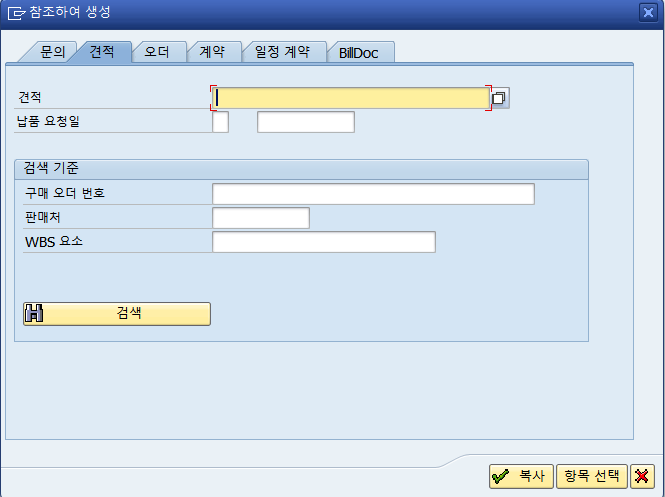 참조하여 생성
문의 견적 오더 계약 일정 계약 BillDoc
견적
납품 요청일
검색 기준
구매 오더 번호
판매처
WBS 요소
검색
복사 항목 선택